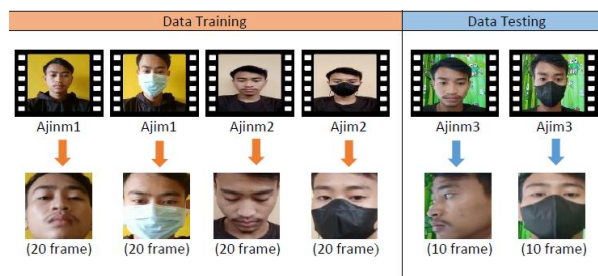 Data Training
Data Testing
Ajinm1
Ajim1
Ajinm2
Ajim2
Ajinm3
Ajim3
(20 frame)
(20 frame)
(20 frame)
(20 frame)
(10 frame)
(10 frame)